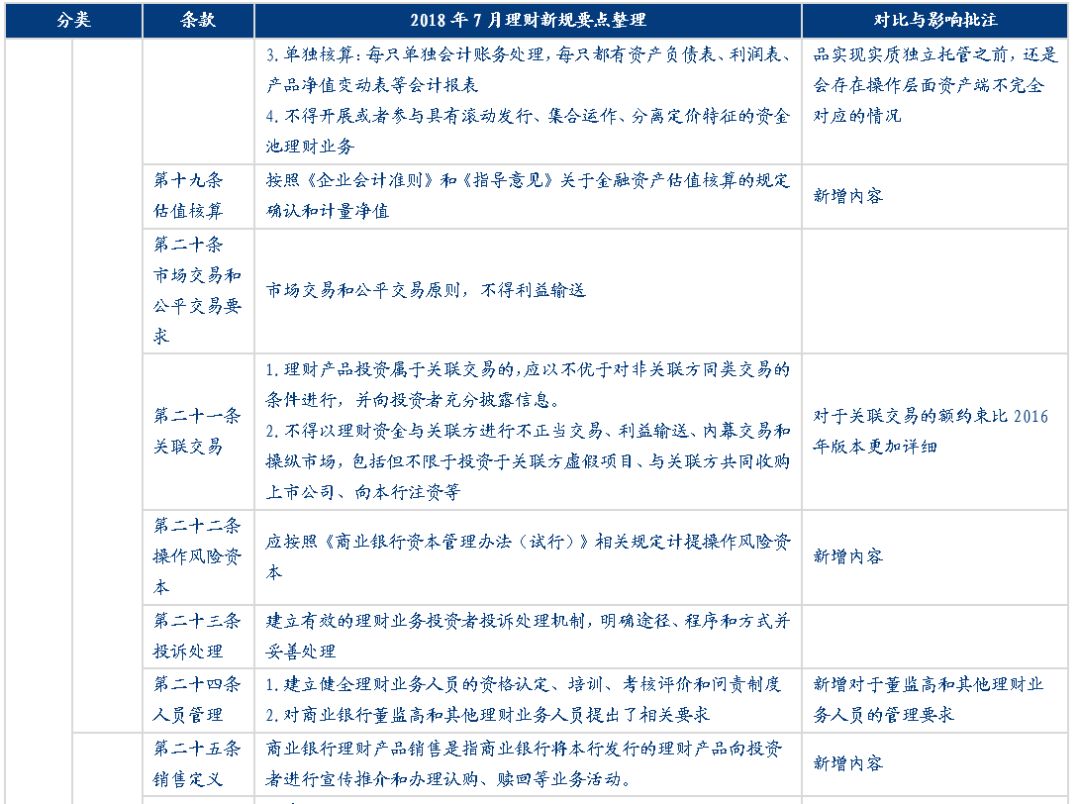 分类 条款 2018 年 7 月理财新规要点整理 对比与影响批注
3. 单独核算：每只单独会计账务处理，每只都有资产负债表、利润表、
产品净值变动表等会计报表
4. 不得开展或者参与具有滚动发行、集合运作、分离定价特征的资金
池理财业务
品实现实质独立托管之前，还是
会存在操作层面资产端不完全
对应的情况
第十九条
估值核算
按照《企业会计准则》和《指导意见》关于金融资产估值核算的规定
确认和计量净值
新增内容
第二十条
市场交易和
公平交易要
求
市场交易和公平交易原则，不得利益输送
第二十一条
关联交易
1. 理财产品投资属于关联交易的，应以不优于对非关联方同类交易的
条件进行，并向投资者充分披露信息。
2. 不得以理财资金与关联方进行不正当交易、利益输送、内幕交易和
操纵市场，包括但不限于投资于关联方虚假项目、与关联方共同收购
上市公司、向本行注资等
对于关联交易的额约束比 2016
年版本更加详细
第二十二条
操作风险资
本
应按照《商业银行资本管理办法（试行）》相关规定计提操作风险资
本
新增内容
第二十三条
投诉处理
建立有效的理财业务投资者投诉处理机制，明确途径、程序和方式并
妥善处理
第二十四条
人员管理
1. 建立健全理财业务人员的资格认定、培训、考核评价和问责制度
2. 对商业银行董监高和其他理财业务人员提出了相关要求
新增对于董监高和其他理财业
务人员的管理要求
第二十五条
销售定义
商业银行理财产品销售是指商业银行将本行发行的理财产品向投资
者进行宣传推介和办理认购、赎回等业务活动。
新增内容